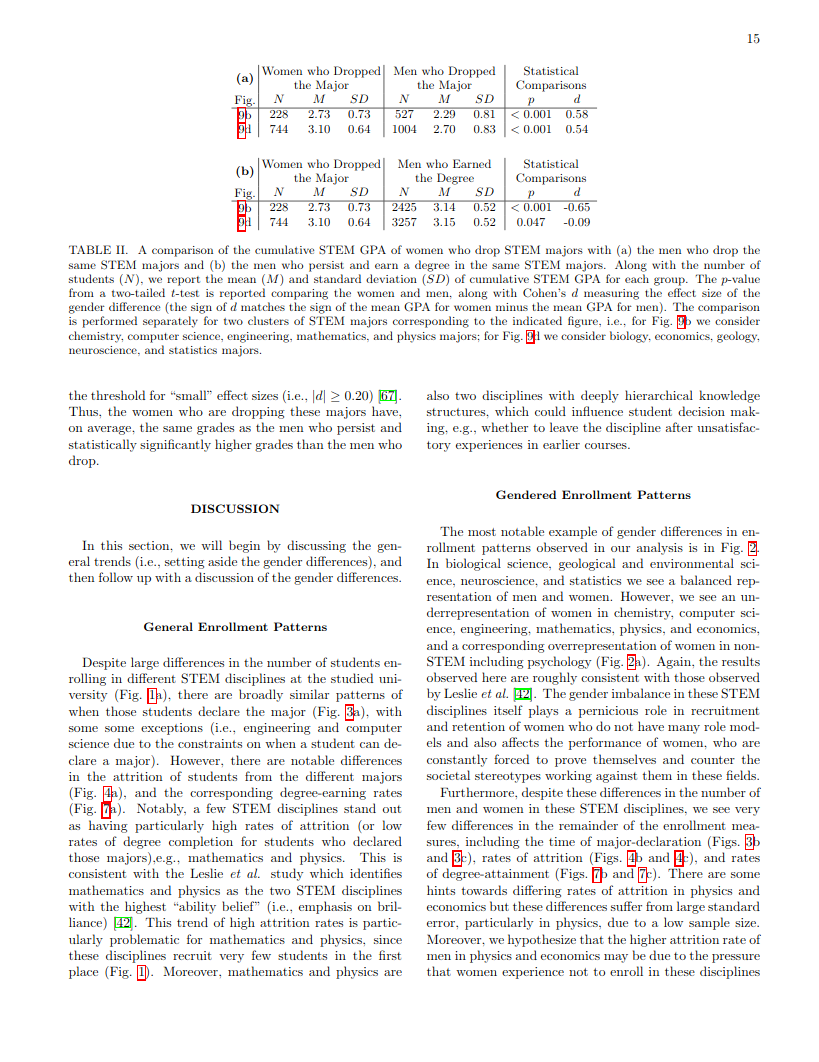 15
(a) Women who Dropped Men who Dropped Statistical
the Major the Major Comparisons
Fig. N M SD N M SD p d
9b 228 2.73 0.73 527 2.29 0.81 < 0.001 0.58
9d 744 3.10 0.64 1004 2.70 0.83 < 0.001 0.54
(b) Women who Dropped Men who Earned Statistical
the Major the Degree Comparisons
Fig. N M SD N M SD p d
9b 228 2.73 0.73 2425 3.14 0.52 < 0.001 -0.65
9d 744 3.10 0.64 3257 3.15 0.52 0.047 -0.09
TABLE II. A comparison of the cumulative STEM GPA of women who drop STEM majors with (a) the men who drop the
same STEM majors and (b) the men who persist and earn a degree in the same STEM majors. Along with the number of
students (N), we report the mean (M) and standard deviation (SD) of cumulative STEM GPA for each group. The p-value
from a two-tailed t-test is reported comparing the women and men, along with Cohen's d measuring the effect size of the
gender difference (the sign of d matches the sign of the mean GPA for women minus the mean GPA for men). The comparison
is performed separately for two clusters of STEM majors corresponding to the indicated figure, i.e., for Fig. 9b we consider
chemistry, computer science, engineering, mathematics, and physics majors; for Fig. 9d we consider biology, economics, geology,
neuroscience, and statistics majors.
the threshold for “small” effect sizes (i.e., |d| ≥ 0.20) [67].
Thus, the women who are dropping these majors have,
on average, the same grades as the men who persist and
statistically significantly higher grades than the men who
drop.
DISCUSSION
In this section, we will begin by discussing the gen-
eral trends (i.e., setting aside the gender differences), and
then follow up with a discussion of the gender differences.
General Enrollment Patterns
Despite large differences in the number of students en-
rolling in different STEM disciplines at the studied uni-
versity (Fig. 1a), there are broadly similar patterns of
when those students declare the major (Fig. 3a), with
some some exceptions (i.e., engineering and computer
science due to the constraints on when a student can de-
clare a major). However, there are notable differences
in the attrition of students from the different majors
(Fig. 4a), and the corresponding degree-earning rates
(Fig. 7a). Notably, a few STEM disciplines stand out
as having particularly high rates of attrition (or low
rates of degree completion for students who declared
those majors),e.g., mathematics and physics. This is
consistent with the Leslie et al. study which identifies
mathematics and physics as the two STEM disciplines
with the highest “ability belief” (i.e., emphasis on bril-
liance) [42]. This trend of high attrition rates is partic-
ularly problematic for mathematics and physics, since
these disciplines recruit very few students in the first
place (Fig. 1). Moreover, mathematics and physics are
also two disciplines with deeply hierarchical knowledge
structures, which could influence student decision mak-
ing, e.g., whether to leave the discipline after unsatisfac-
tory experiences in earlier courses.
Gendered Enrollment Patterns
The most notable example of gender differences in en-
rollment patterns observed in our analysis is in Fig. 2.
In biological science, geological and environmental sci-
ence, neuroscience, and statistics we see a balanced rep-
resentation of men and women. However, we see an un-
derrepresentation of women in chemistry, computer sci-
ence, engineering, mathematics, physics, and economics,
and a corresponding overrepresentation of women in non-
STEM including psychology (Fig. 2a). Again, the results
observed here are roughly consistent with those observed
by Leslie et al. [42]. The gender imbalance in these STEM
disciplines itself plays a pernicious role in recruitment
and retention of women who do not have many role mod-
els and also affects the performance of women, who are
constantly forced to prove themselves and counter the
societal stereotypes working against them in these fields.
Furthermore, despite these differences in the number of
men and women in these STEM disciplines, we see very
few differences in the remainder of the enrollment mea-
sures, including the time of major-declaration (Figs. 3b
and 3c), rates of attrition (Figs. 4b and 4c), and rates
of degree-attainment (Figs. 7b and 7c). There are some
hints towards differing rates of attrition in physics and
economics but these differences suffer from large standard
error, particularly in physics, due to a low sample size.
Moreover, we hypothesize that the higher attrition rate of
men in physics and economics may be due to the pressure
that women experience not to enroll in these disciplines